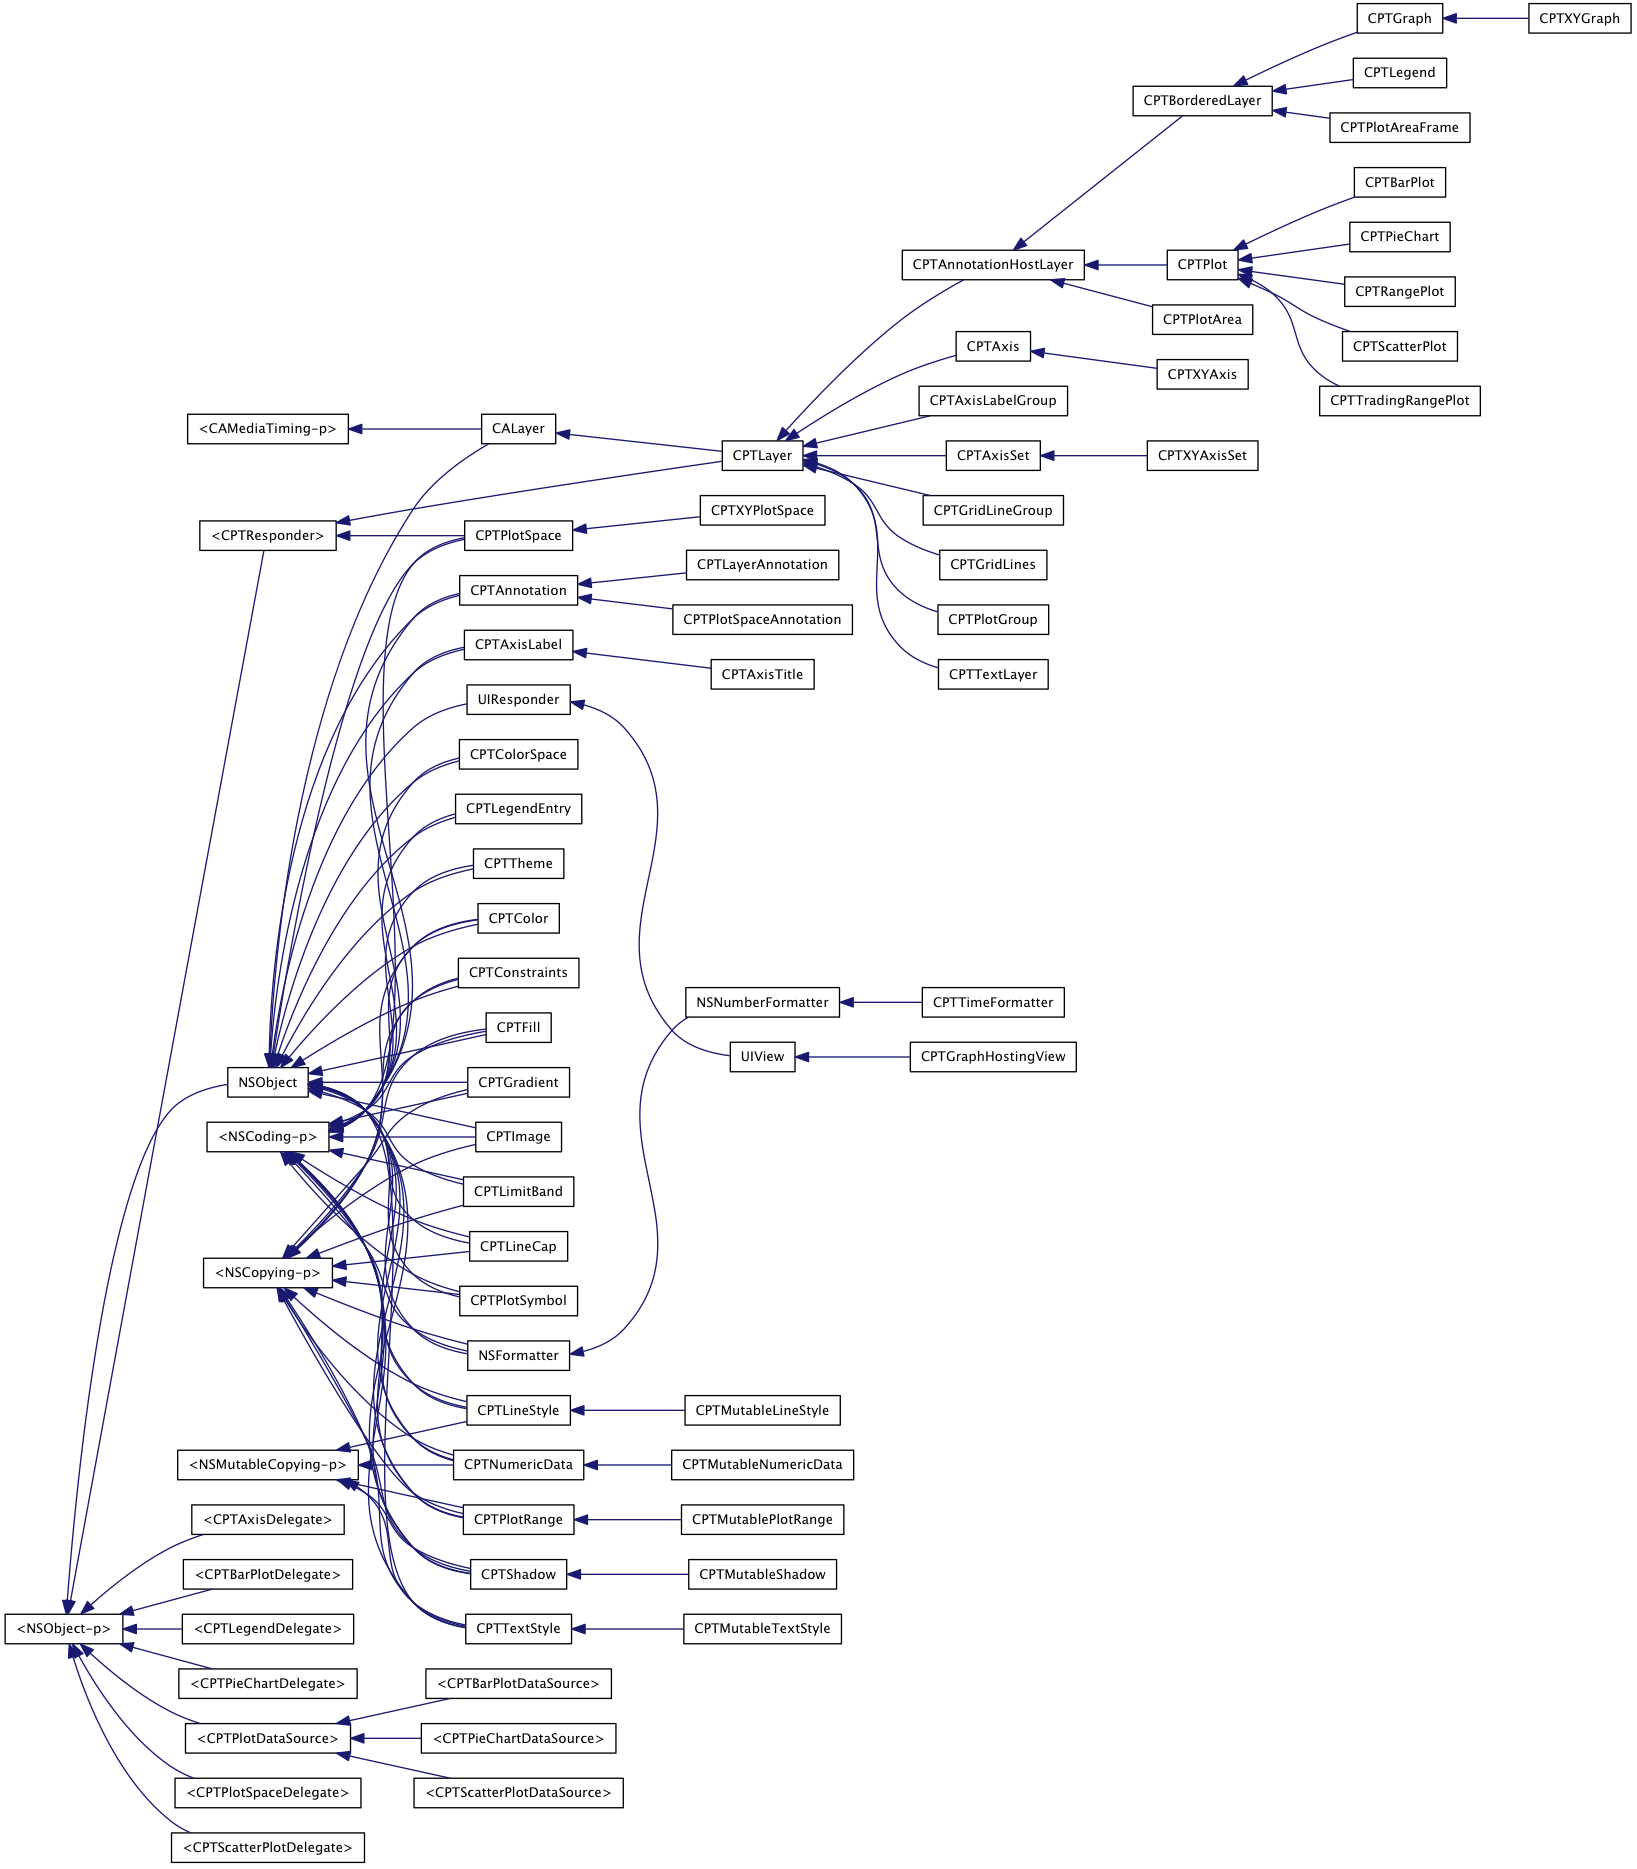 CPTGraph
CPTXYGraph
CPTLegend
CPTBorderedLayer
CPTPlotAreaFrame
CPTBarPlot
CPTPieChart
CPTAnnotationHostLayer
CPTPlot
CPTRangePlot
CPTPlotArea
CPTAxis
CPTScatterPlot
CPTXYAxis
CPTAxisLabelGroup
CPTTradingRangePlot
<CAMediaTiming-p>
CALayer
CPTLayer
CPTAxisSet
CPTXYAxisSet
CPTXYPlotSpace
CPTGridLineGroup
<CPTResponder>
CPTPlotSpace
CPTLayerAnnotation
CPTGridLines
CPTAnnotation
CPTPlotSpaceAnnotation
CPTPlotGroup
CPTAxisLabel
CPTAxisTitle
CPTTextLayer
UIResponder
CPTColorSpace
CPTLegendEntry
CPTTheme
CPTColor
CPTConstraints
NSNumberFormatter
CPTTimeFormatter
CPTFill
UIView
CPTGraphHostingView
NSObject
CPTGradient
<NSCoding-p>
CPTImage
CPTLimitBand
CPTLineCap
<NSCopying-p>
CPTPlotSymbol
NSFormatter
CPTLineStyle
CPTMutableLineStyle
<NSMutableCopying-p>
CPTNumericData
CPTMutableNumericData
<CPTAxisDelegate>
CPTPlotRange
CPTMutablePlotRange
<CPTBarPlotDelegate>
CPTShadow
CPTMutableShadow
<NSObject-p>
<CPTLegendDelegate>
CPTTextStyle
CPTMutableTextStyle
<CPTPieChartDelegate>
<CPTBarPlotDataSource>
<CPTPlotDataSource>
<CPTPieChartDataSource>
<CPTPlotSpaceDelegate>
<CPTScatterPlotDataSource>
<CPTScatterPlotDelegate>